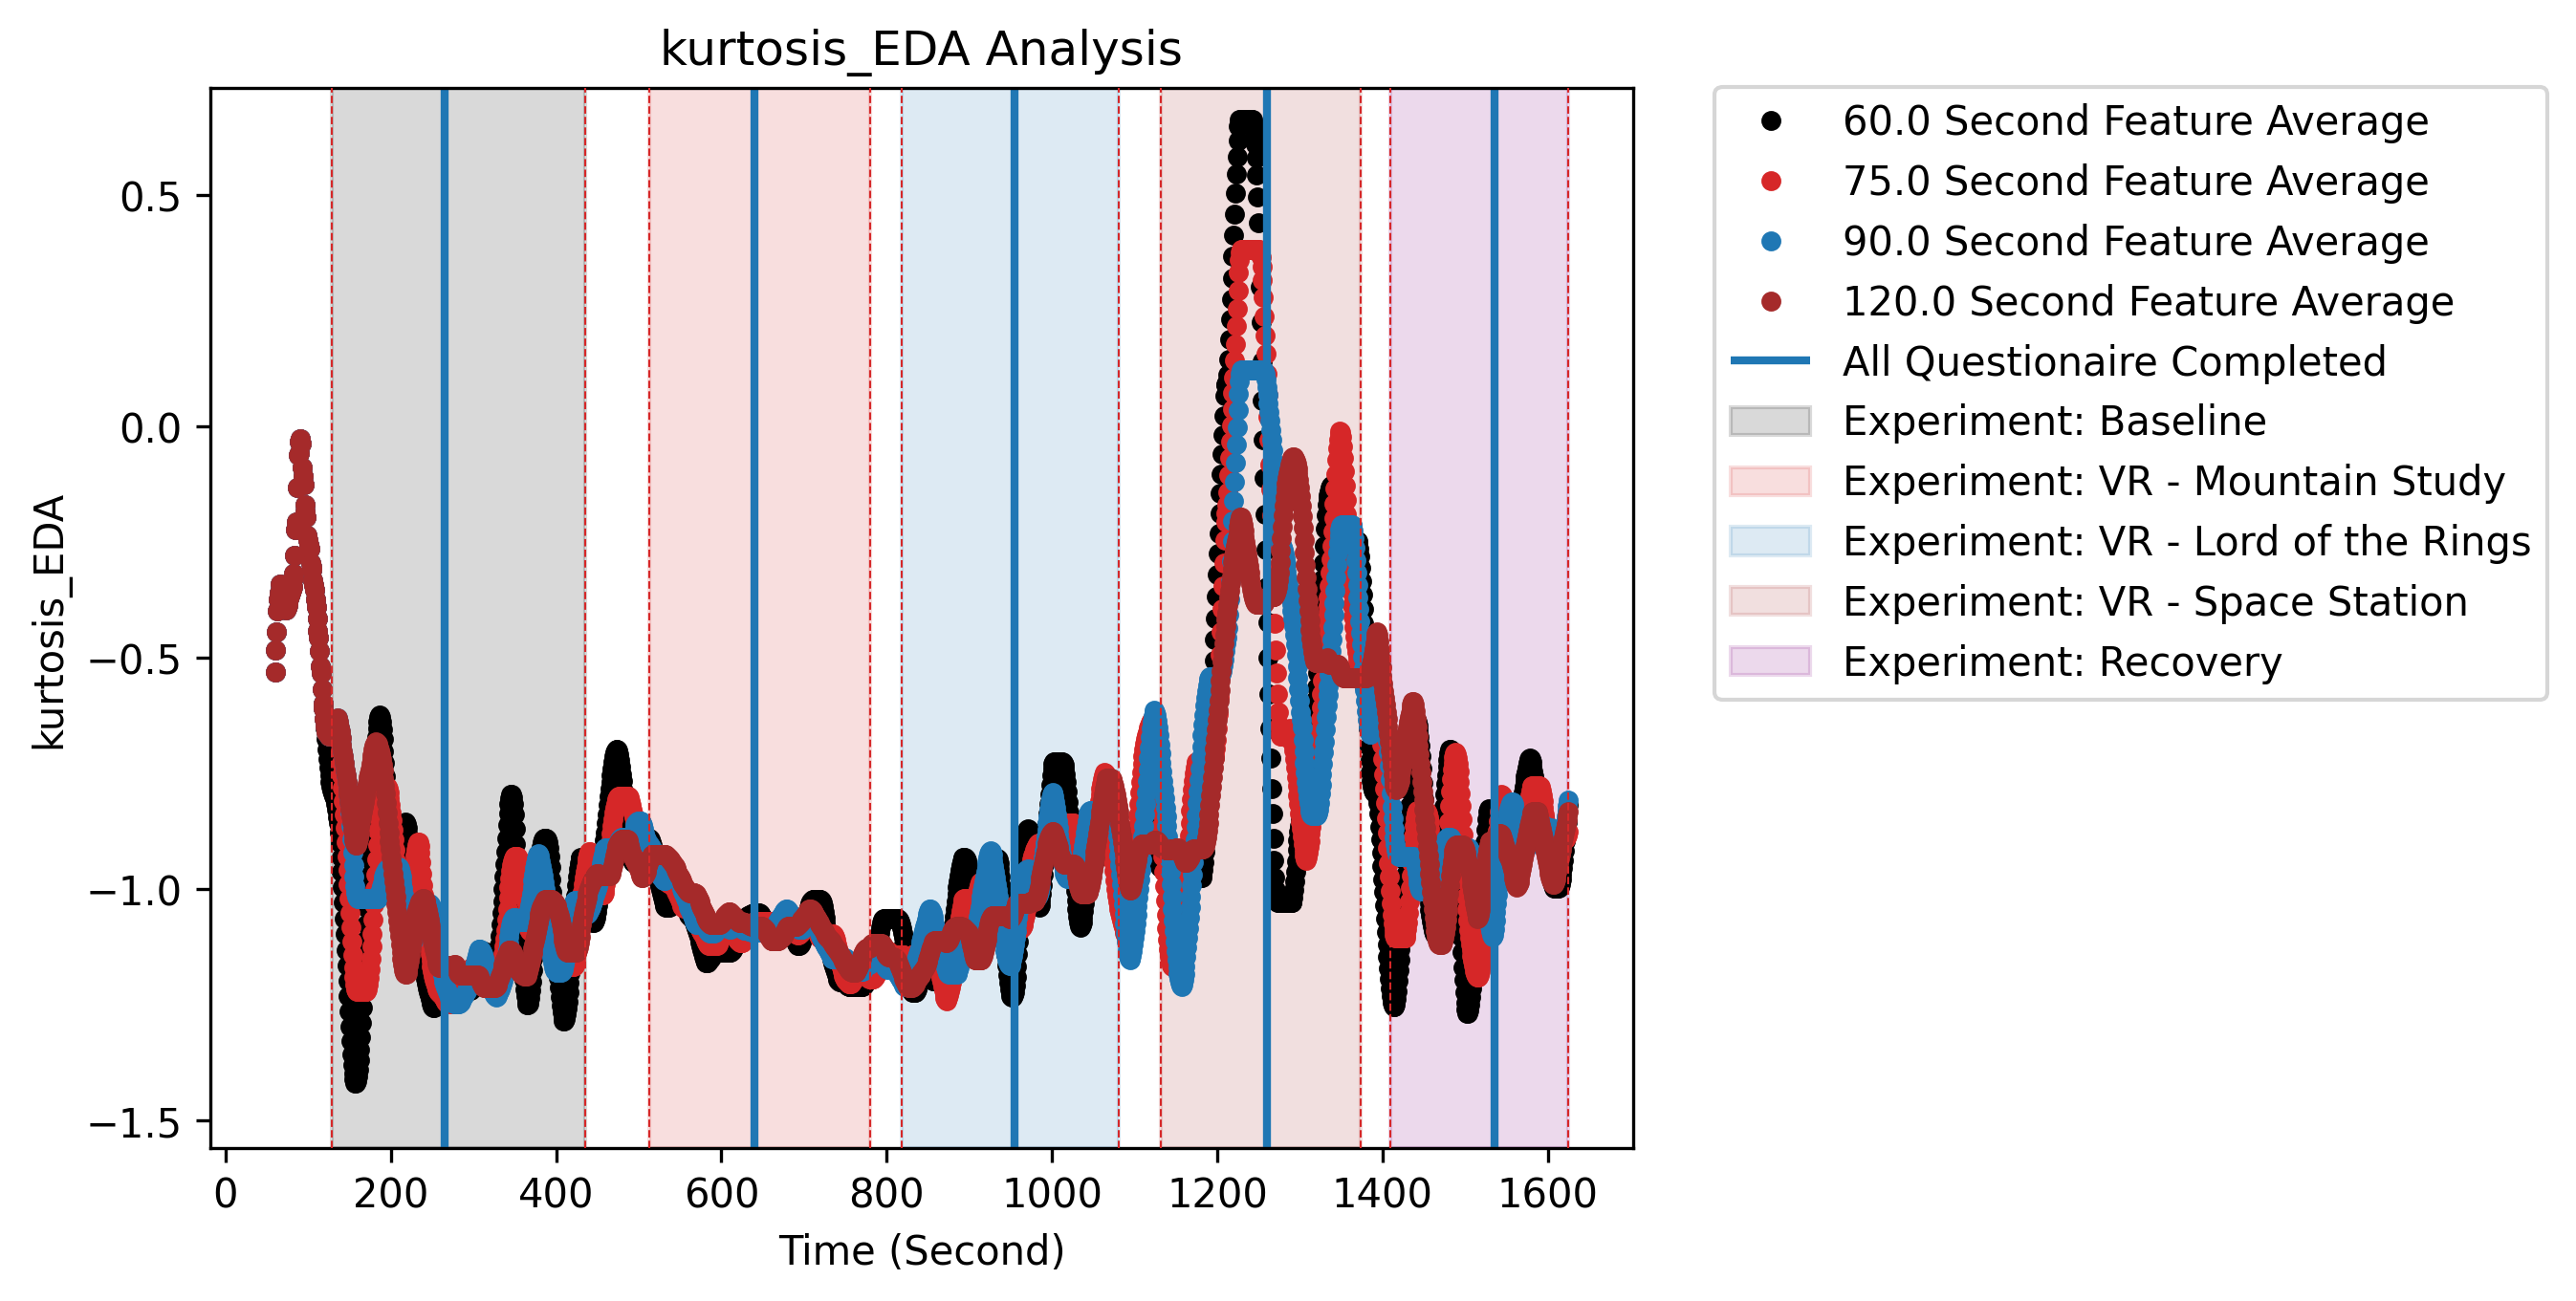 kurtosis_EDA Analysis
kurtosis_EDA
0.5
0.0
−0.5
−1.0
−1.5
0 200 400 600 800 1000 1200 1400 1600
Time (Second)
60.0 Second Feature Average
75.0 Second Feature Average
90.0 Second Feature Average
120.0 Second Feature Average
All Questionaire Completed
Experiment: Baseline
Experiment: VR - Mountain Study
Experiment: VR - Lord of the Rings
Experiment: VR - Space Station
Experiment: Recovery